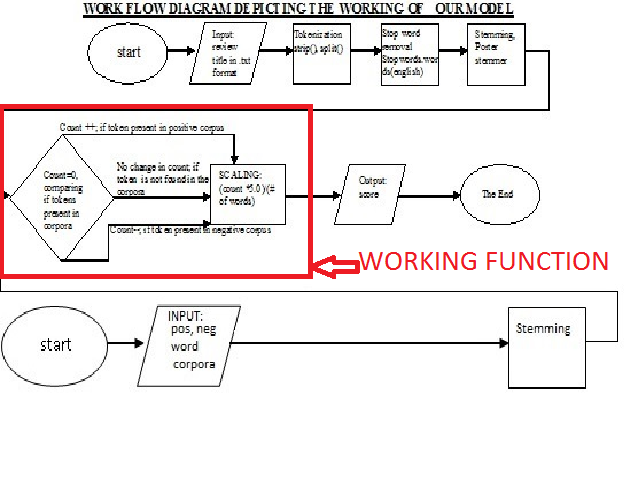 WORK FLOW DIAGRAM DEPICTING THE WORKING OF OUR MODEL
start
Input:
review
title in .txt
format
Tokenization
strip(), split()
Stop word
removal
Stopwords.wor
ds(english)
Stemming,
Porter
stemmer
Count ++; if token present in positive corpus
Count=0,
comparing
if tokens
present in
corpora
No change in count; if
token is not found in the
corpora
Count--; if token present in negative corpus
SCALING:
(count *5.0)/(#
of words)
Output:
score
The End
WORKING FUNCTION
start
INPUT:
pos, neg
word
corpora
Stemming